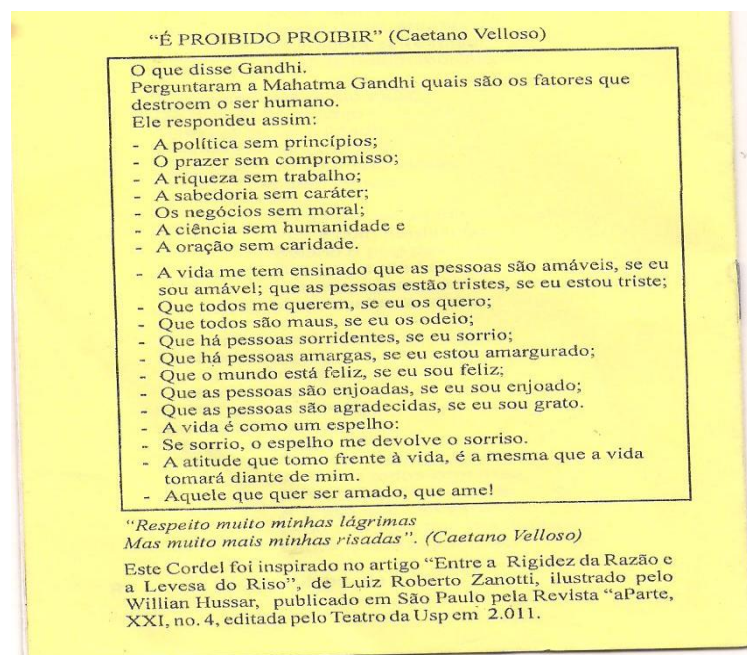 “É PROIBIDO PROIBIR” (Caetano Velloso)
O que disse Gandhi.
Perguntaram a Mahatma Gandhi quais são os fatores que
destroem o ser humano.
Ele respondeu assim:
- A política sem princípios;
- O prazer sem compromisso;
- A riqueza sem trabalho;
- A sabedoria sem caráter;
- Os negócios sem moral;
- A ciência sem humanidade e
- A oração sem caridade.
- A vida me tem ensinado que as pessoas são amáveis, se eu
sou amável; que as pessoas estão tristes, se eu estou triste;
- Que todos me querem, se eu os quero;
- Que todos são maus, se eu os odeio;
- Que há pessoas sorridentes, se eu sorrio;
- Que há pessoas amargas, se eu estou amargurado;
- Que o mundo está feliz, se eu sou feliz;
- Que as pessoas são enjoadas, se eu sou enjoado;
- Que as pessoas são agradecidas, se eu sou grato.
- A vida é como um espelho:
- Se sorrio, o espelho me devolve o sorriso.
- A atitude que tomo frente à vida, é a mesma que a vida
tomará diante de mim.
- Aquele que quer ser amado, que ame!
“Respeito muito minhas lágrimas
Mas muito mais minhas risadas”. (Caetano Velloso)
Este Cordel foi inspirado no artigo “Entre a Rigidez da Razão e
a Levesa do Riso”, de Luiz Roberto Zanotti, ilustrado pelo
Willian Hussar, publicado em São Paulo pela Revista “aParte,
XXI, no. 4, editada pelo Teatro da Usp em 2.011.